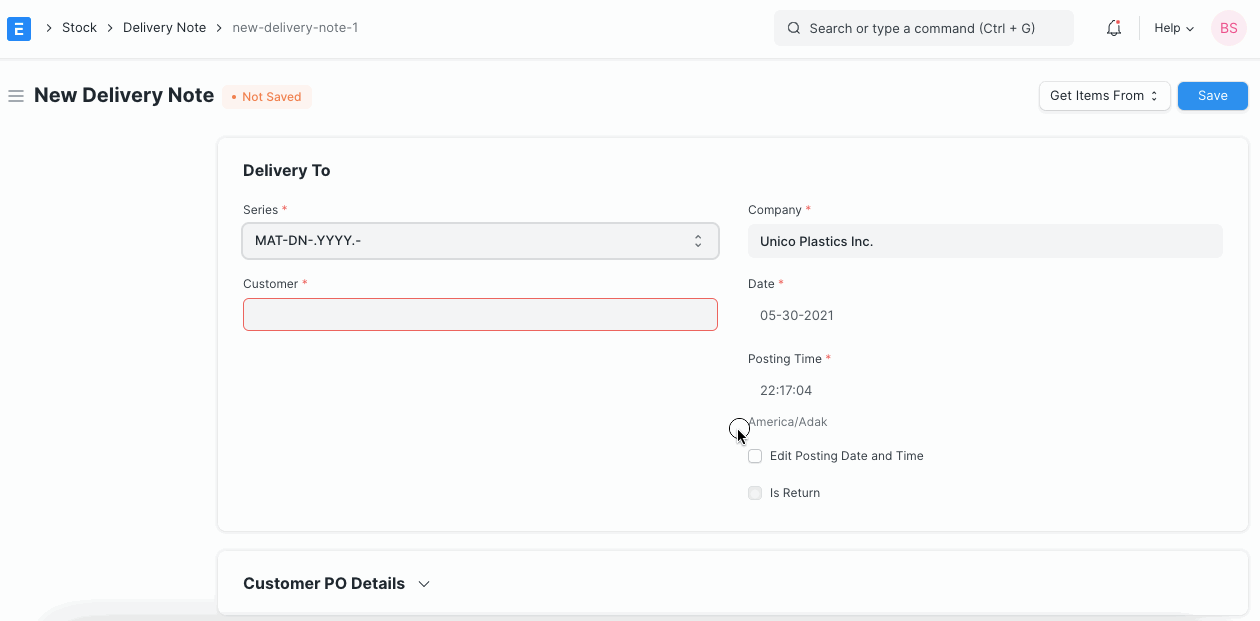 E Stock Delivery Note new-delivery-note-1 Search or type a command (Ctrl + G) Help BS
New Delivery Note • Not Saved Get Items From Save
Delivery To
Series * Company *
MAT-DN-.YYYY.- Unico Plastics Inc.
Customer * Date *
05-30-2021
Posting Time *
22:17:04
America/Adak
Edit Posting Date and Time
Is Return
Customer PO Details